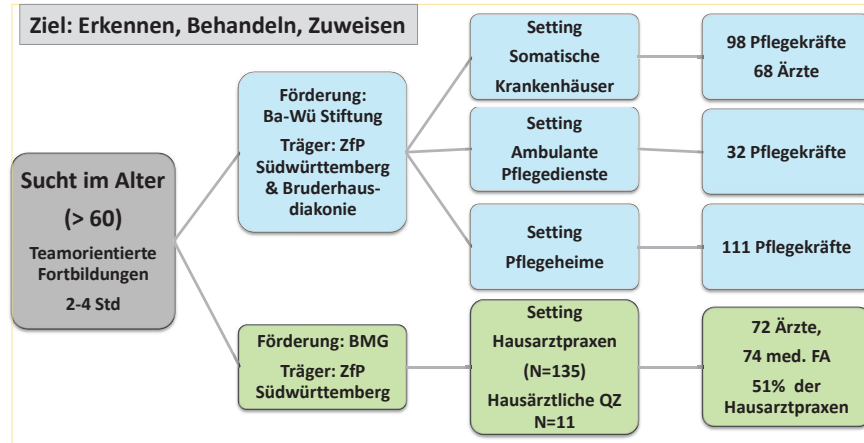 Ziel: Erkennen, Behandeln, Zuweisen
Sucht im Alter
(> 60)
Teamorientierte
Fortbildungen
2-4 Std
Förderung:
Ba-Wü Stiftung
Träger: ZfP
Südwürttemberg
& Bruderhaus-
diakonie
Setting
Somatische
Krankenhäuser
98 Pflegekräfte
68 Ärzte
Setting
Ambulante
Pflegedienste
32 Pflegekräfte
Setting
Pflegeheime
111 Pflegekräfte
Förderung: BMG
Träger: ZfP
Südwürttemberg
Setting
Hausarztpraxen
(N=135)
Hausärztliche QZ
N=11
72 Ärzte,
74 med. FA
51% der
Hausarztpraxen